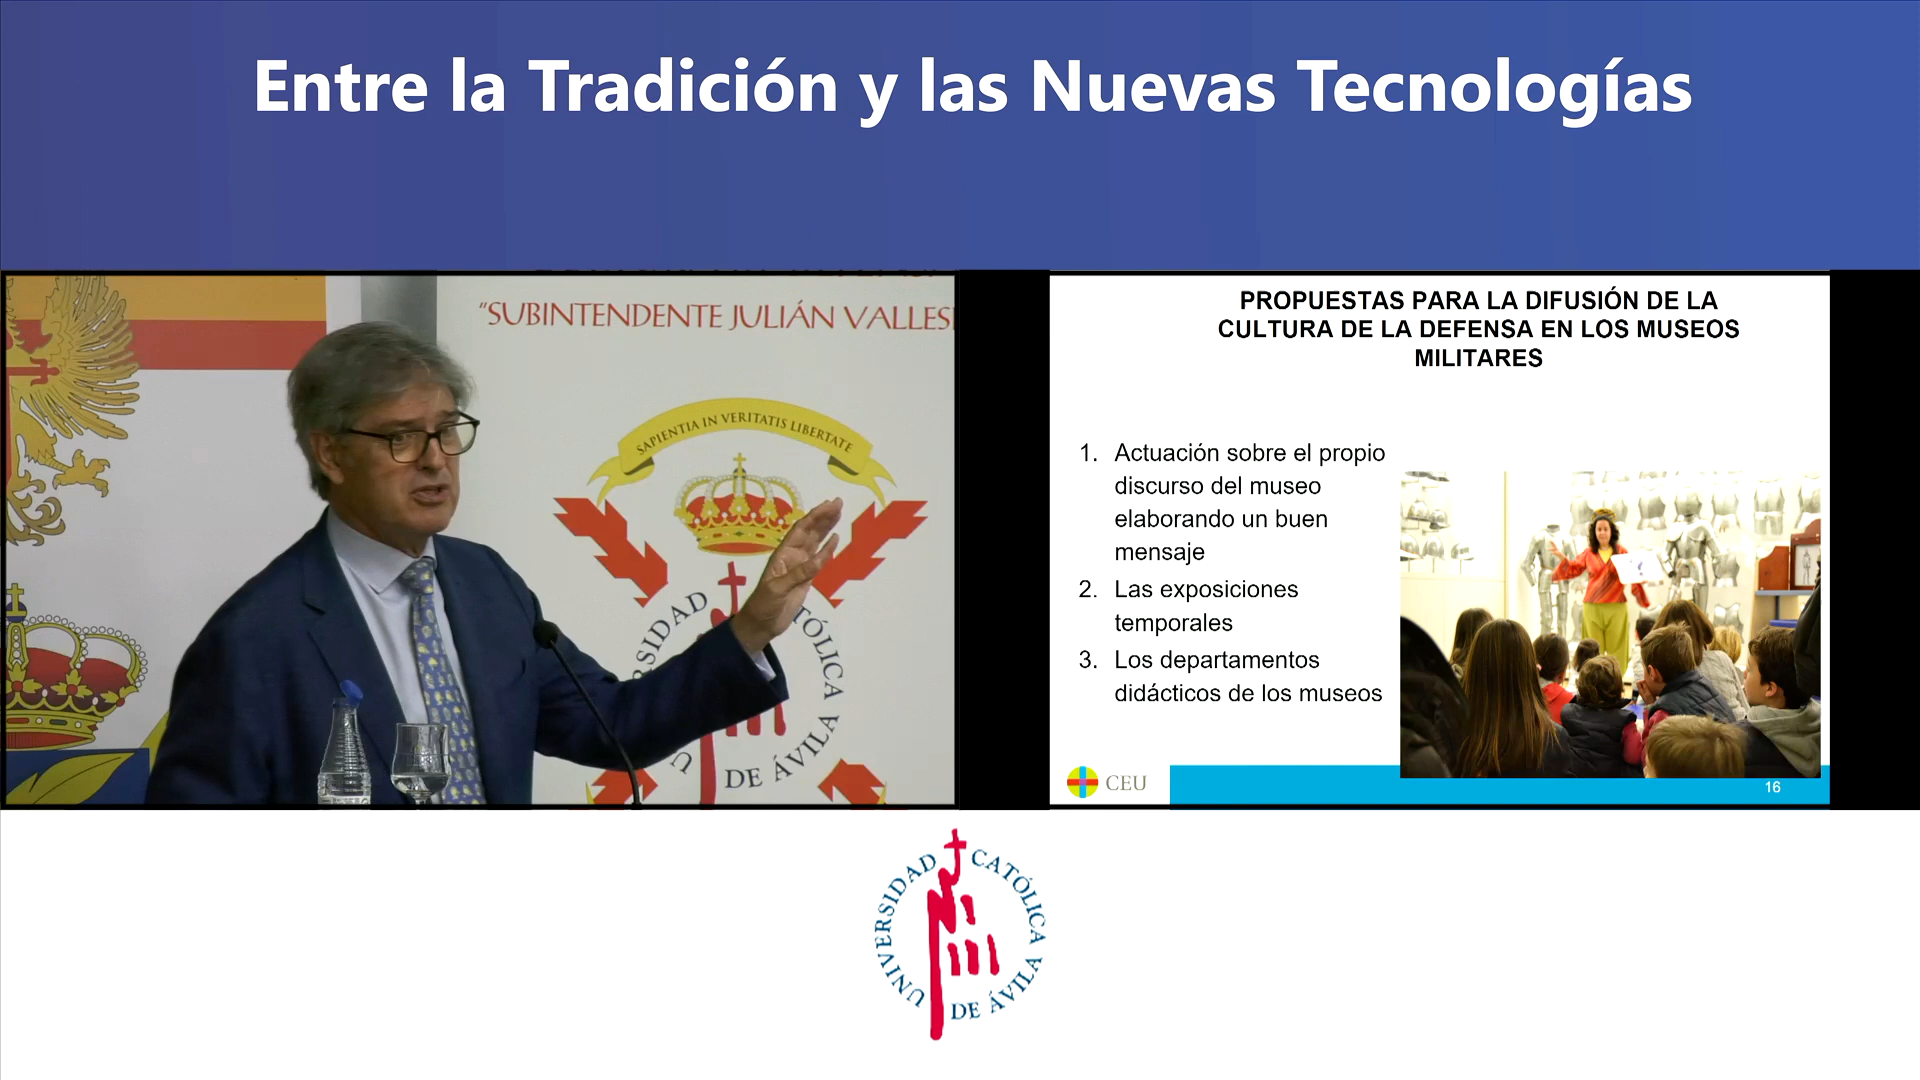 Entre la Tradición y las Nuevas Tecnologías
"SUBINTENDENTE JULIÁN
SAPIENTIA IN VERITATIS LIBERTATE
DE ÁVILA
PROPUESTAS PARA LA DIFUSIÓN DE LA
CULTURA DE LA DEFENSA EN LOS MUSEOS
MILITARES
1. Actuación sobre el propio
discurso del museo
elaborando un buen
mensaje
2. Las exposiciones
temporales
3. Los departamentos
didácticos de los museos
CEU
16
UNIVERSIDAD CATÓLICA DE ÁVILA